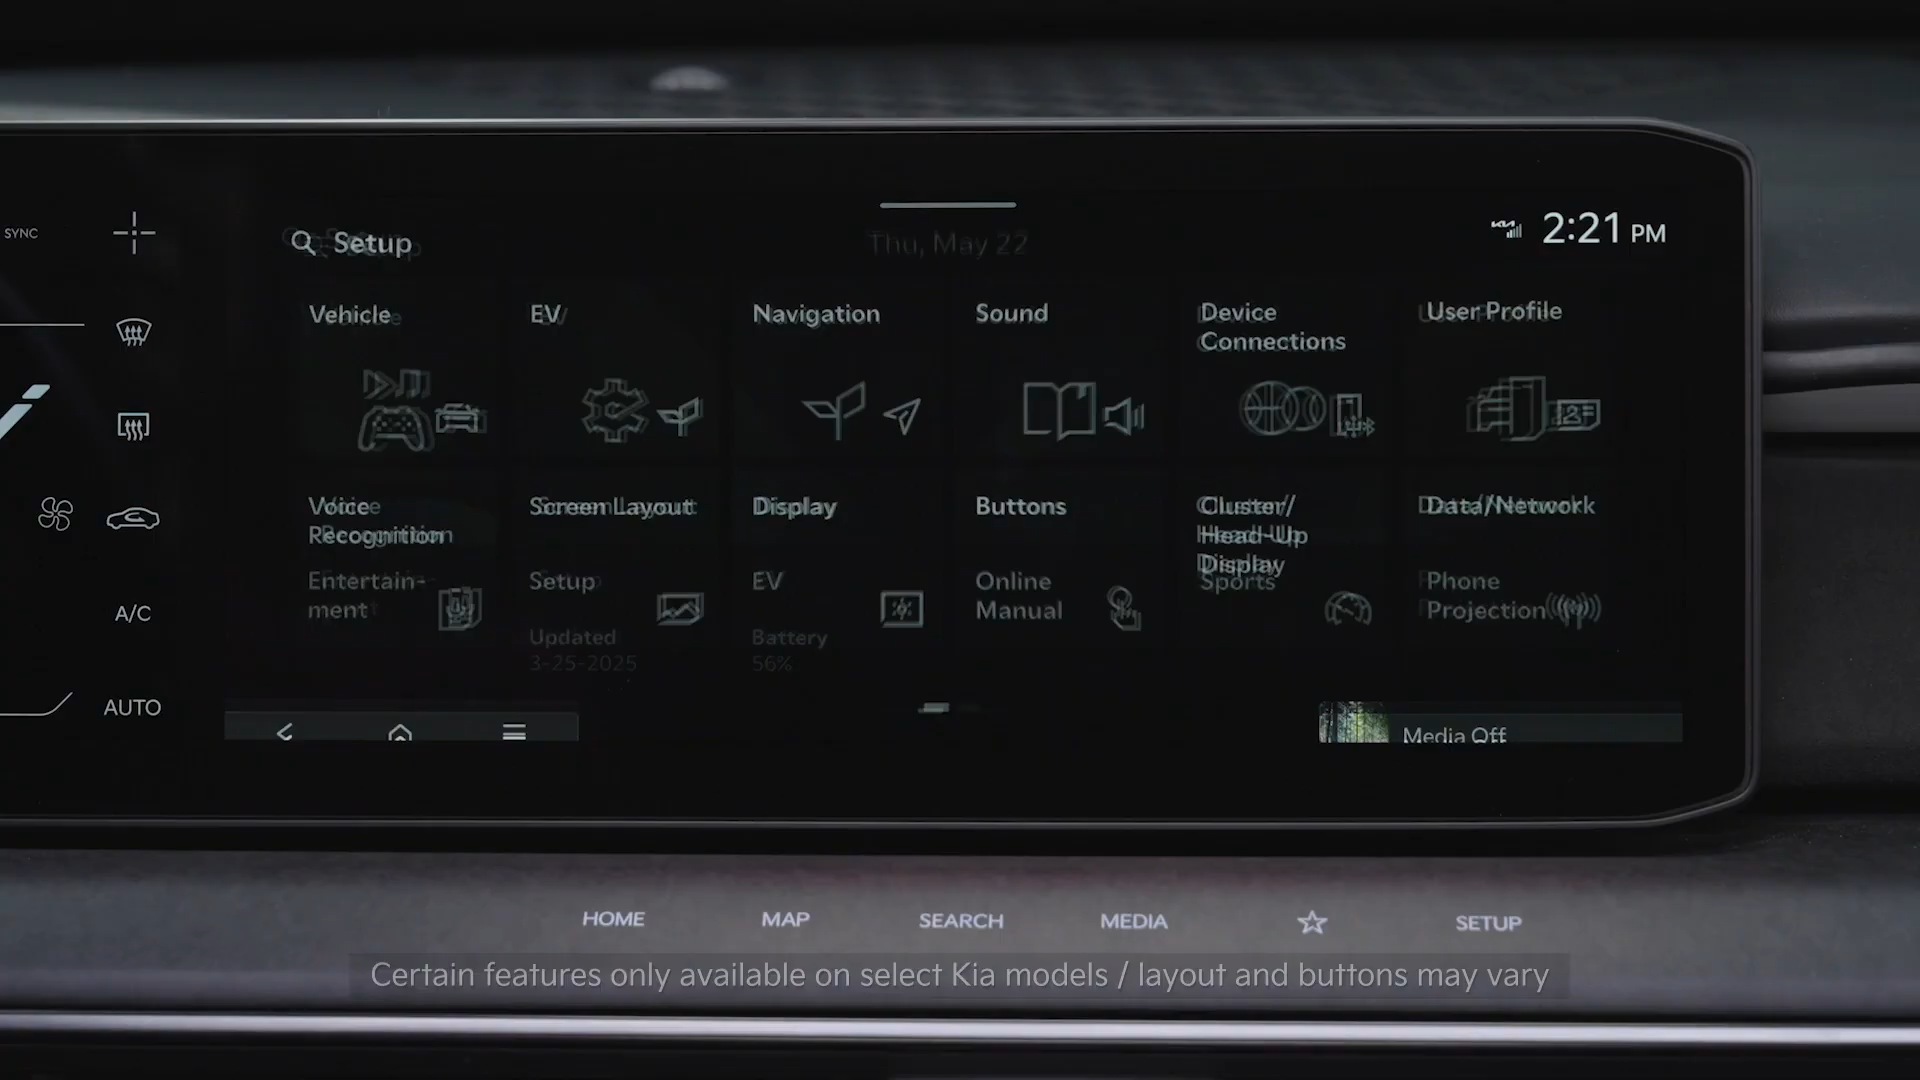 SYNC
Setup
Thu, May 22
2:21 PM
Vehicle
EV
Navigation
Sound
Device
Connections
User Profile
Voice
Recognition
Screen Layout
Display
Buttons
Cluster/
Head-Up
Display
Data/Network
Entertain-
ment
Setup
Updated
3-25-2025
EV
Battery
56%
Online
Manual
Sports
Phone
Projection
A/C
AUTO
Media Off
HOME
MAP
SEARCH
MEDIA
SETUP
Certain features only available on select Kia models / layout and buttons may vary